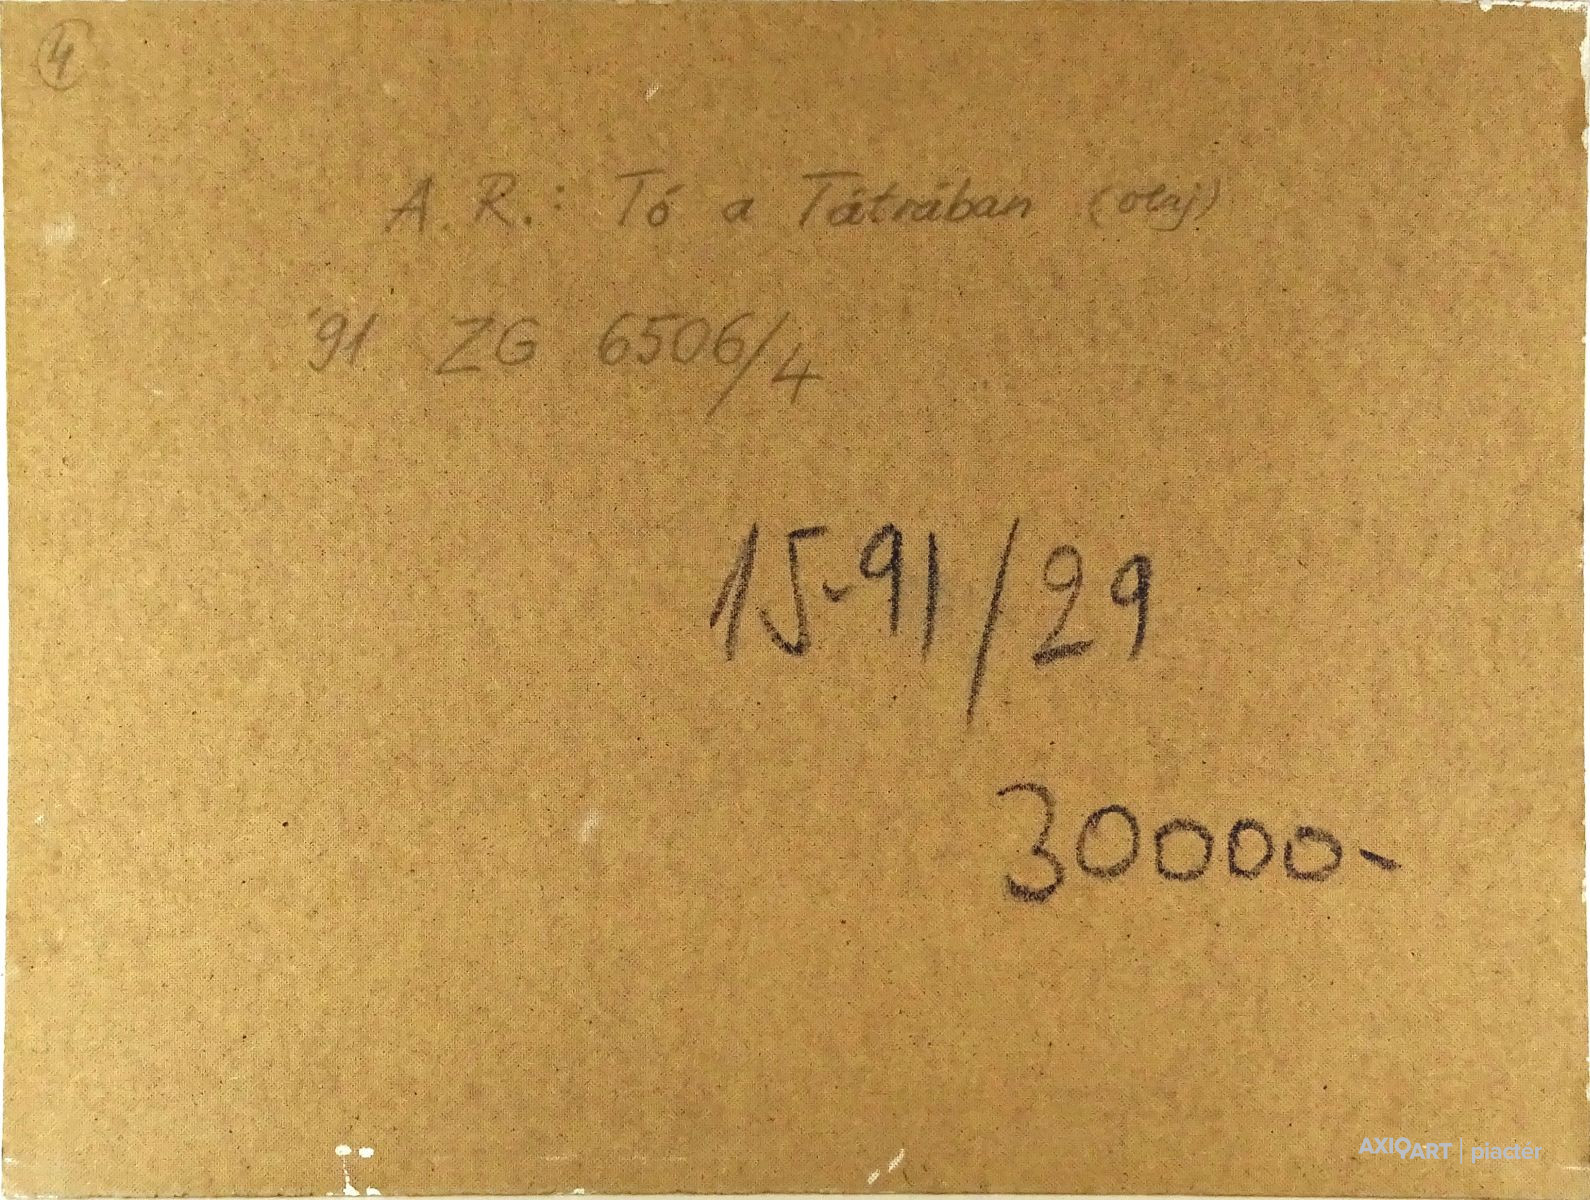 4
A. R.: Tó a Tátrában (olaj)
'91 ZG 6506/4
15-91/29
30000-
AXIOART | piactér